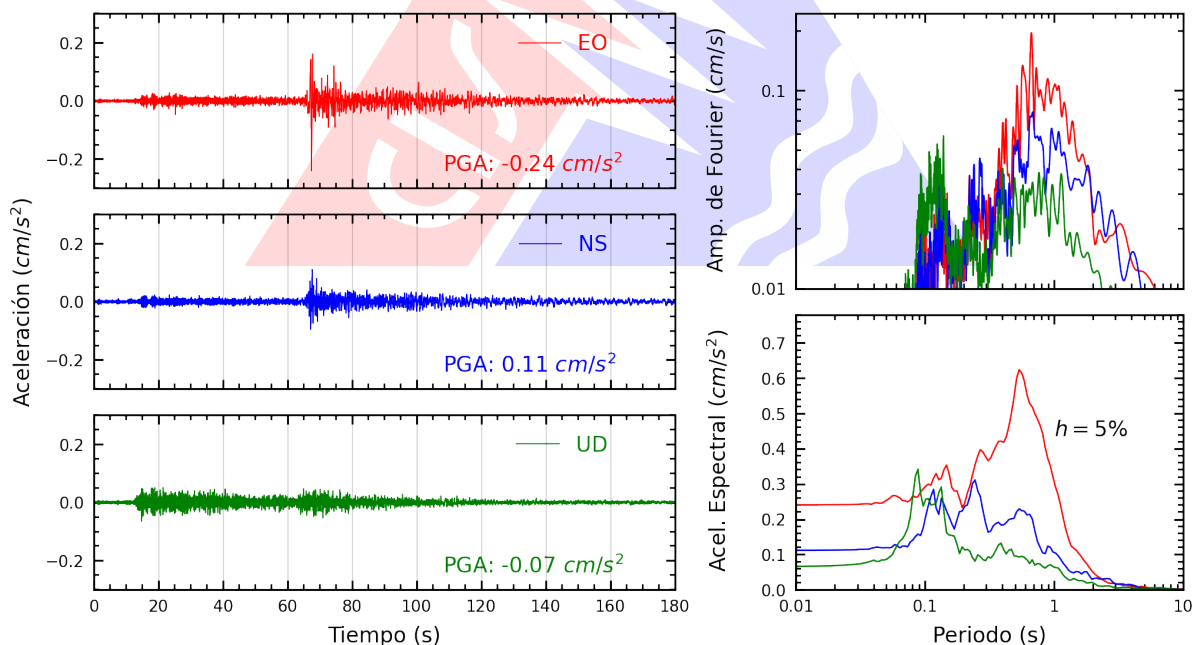 Aceleración (cm/s²)
0.2
0.0
−0.2
EO
PGA: -0.24 cm/s²
0.2
0.0
−0.2
NS
PGA: 0.11 cm/s²
0.2
0.0
−0.2
UD
PGA: -0.07 cm/s²
0 20 40 60 80 100 120 140 160 180
Tiempo (s)
Amp. de Fourier (cm/s)
0.1
0.01
Acel. Espectral (cm/s²)
0.7
0.6
0.5
0.4
0.3
0.2
0.1
0.0
h = 5%
0.01 0.1 1 10
Periodo (s)